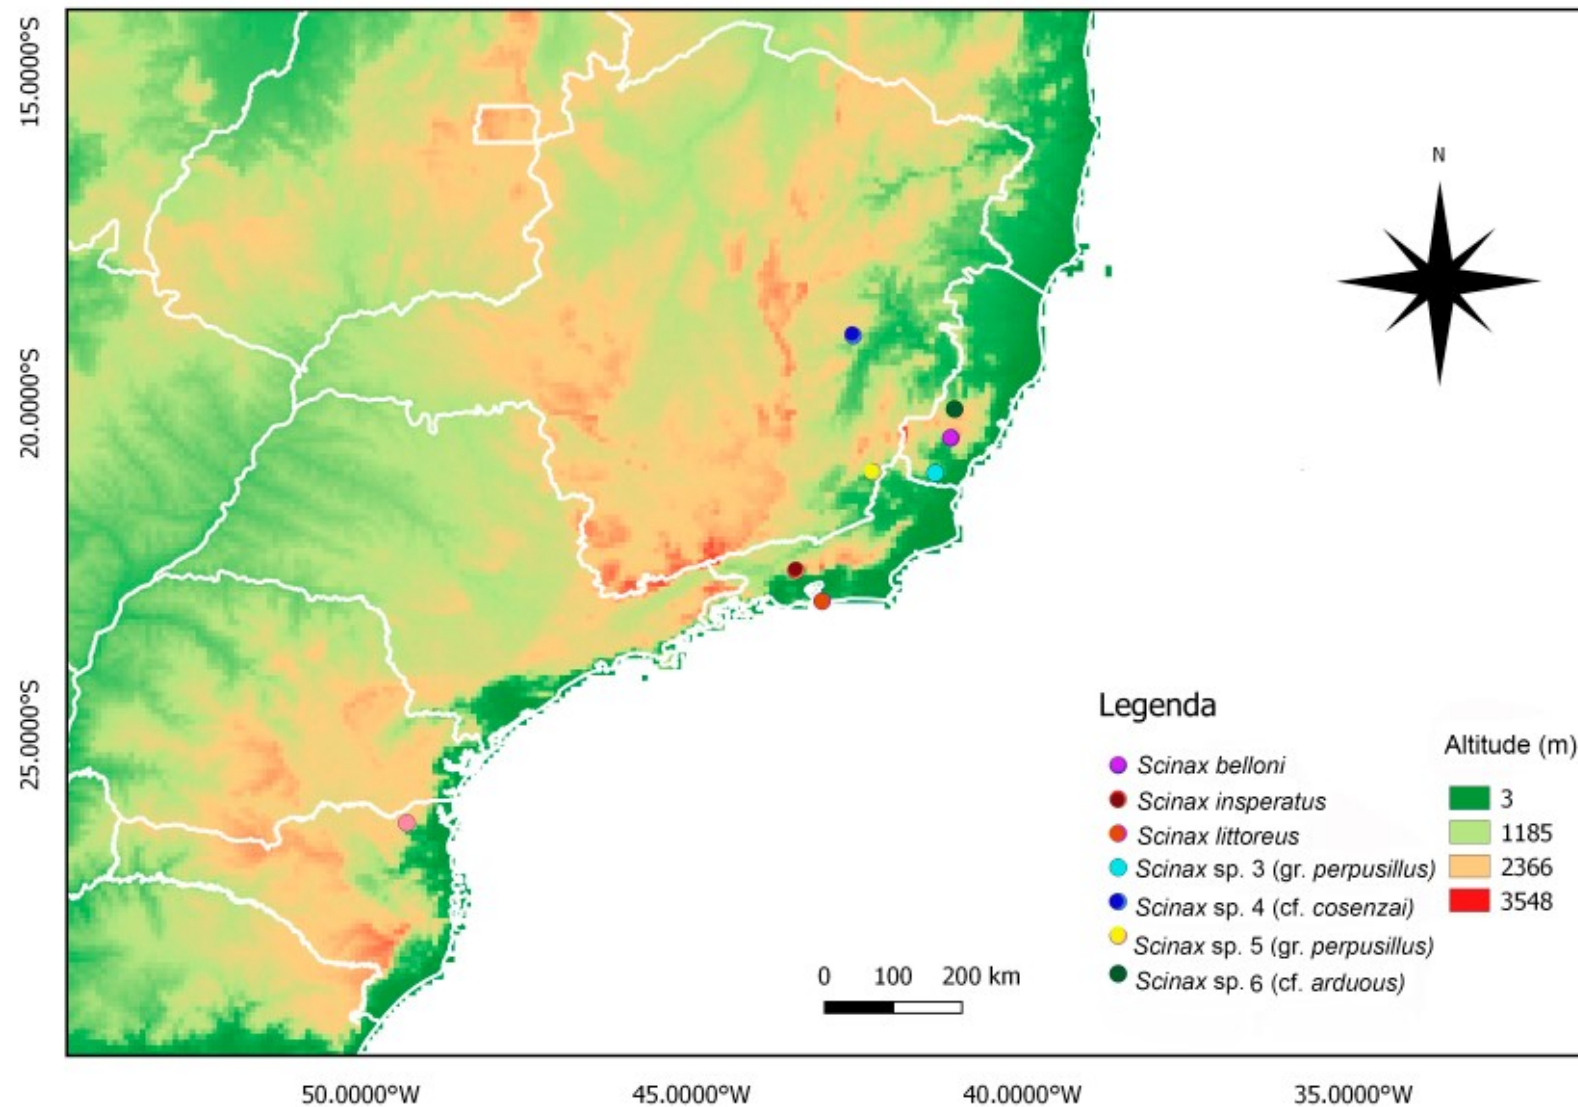 15.0000°S
20.0000°S
25.0000°S
N
Legenda
Scinax belloni
Scinax insperatus
Scinax littoreus
Scinax sp. 3 (gr. perpusillus)
Scinax sp. 4 (cf. cosenzai)
Scinax sp. 5 (gr. perpusillus)
Scinax sp. 6 (cf. arduous)
Altitude (m)
3
1185
2366
3548
0 100 200 km
50.0000°W 45.0000°W 40.0000°W 35.0000°W